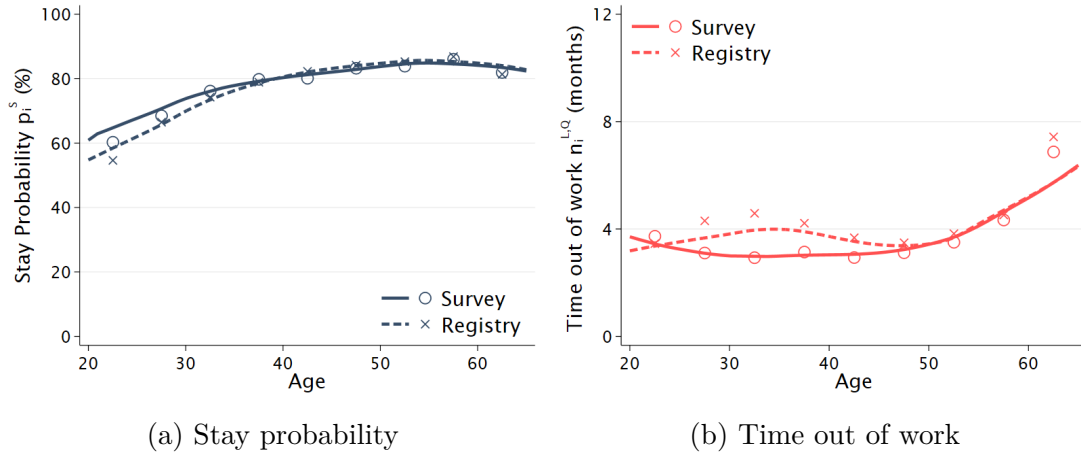 100
80
60
40
20
0
Stay Probability p_i^S (%)
Survey
Registry
20 30 40 50 60
Age
(a) Stay probability
12
8
4
0
Time out of work n_i^{L,Q} (months)
Survey
Registry
20 30 40 50 60
Age
(b) Time out of work